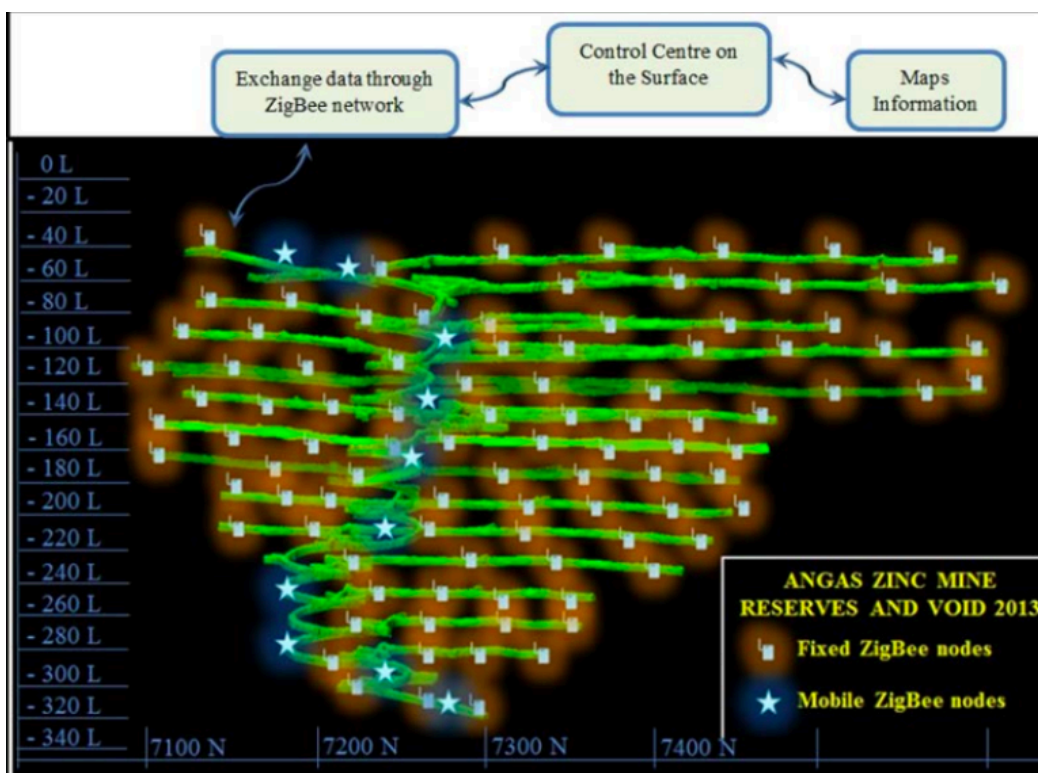 Exchange data through
ZigBee network
Control Centre on
the Surface
Maps
Information
0 L
- 20 L
- 40 L
- 60 L
- 80 L
- 100 L
- 120 L
- 140 L
- 160 L
- 180 L
- 200 L
- 220 L
- 240 L
- 260 L
- 280 L
- 300 L
- 320 L
- 340 L
7100 N
7200 N
7300 N
7400 N
ANGAS ZINC MINE
RESERVES AND VOID 2013
Fixed ZigBee nodes
Mobile ZigBee nodes